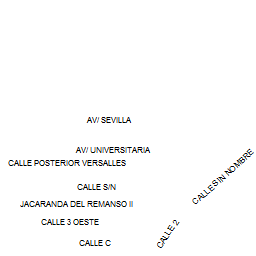 AV/ SEVILLA
AV/ UNIVERSITARIA
CALLE POSTERIOR VERSALLES
CALLE S/N
JACARANDA DEL REMANSO II
CALLE 3 OESTE
CALLE C
CALLE 2
CALLE SIN NOMBRE